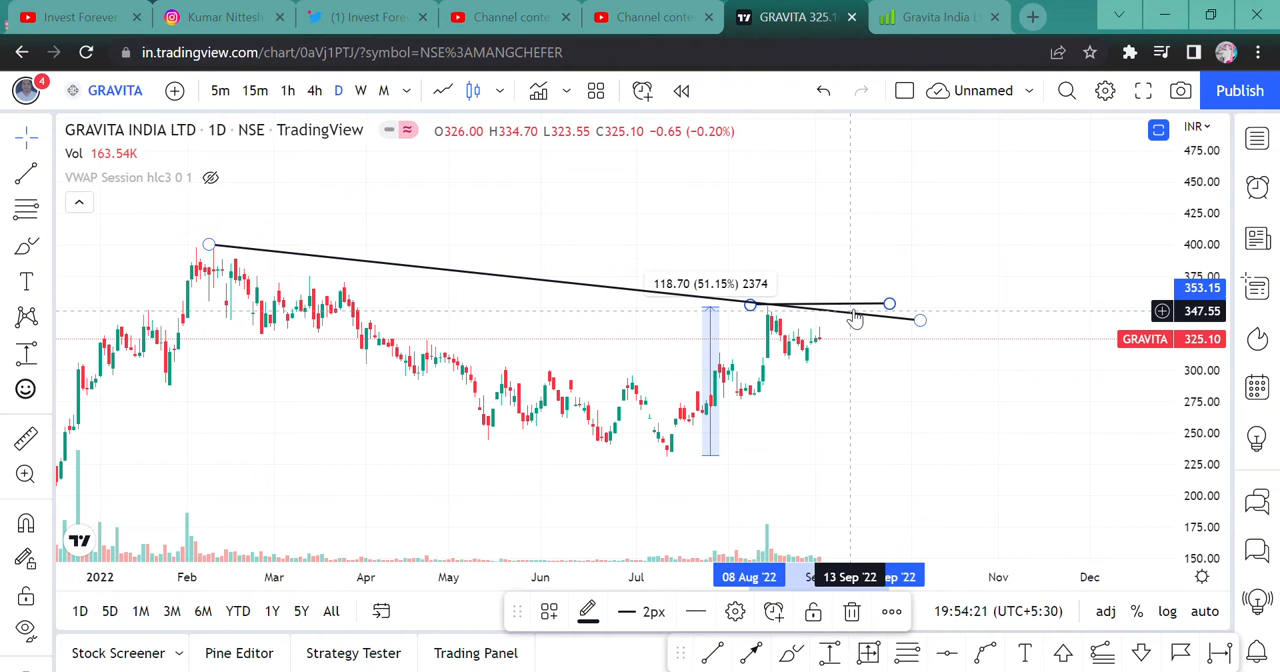 Invest Forever
Kumar Nittesh
(1) Invest Fore
Channel conte
Channel conte
GRAVITA 325.1
Gravita India L
in.tradingview.com/chart/0aVj1PTJ/?symbol=NSE%3AMANGCHEFER
4
GRAVITA
5m 15m 1h 4h D W M
Unnamed
Publish
GRAVITA INDIA LTD · 1D · NSE · TradingView
O326.00 H334.70 L323.55 C325.10 −0.65 (−0.20%)
INR
Vol 163.54K
VWAP Session hlc3 0 1
475.00
450.00
425.00
400.00
375.00
118.70 (51.15%) 2374
353.15
347.55
GRAVITA 325.10
300.00
275.00
250.00
225.00
200.00
175.00
150.00
2022 Feb Mar Apr May Jun Jul 08 Aug '22 13 Sep '22 ep '22 Nov Dec
1D 5D 1M 3M 6M YTD 1Y 5Y All
2px
19:54:21 (UTC+5:30) adj % log auto
Stock Screener Pine Editor Strategy Tester Trading Panel